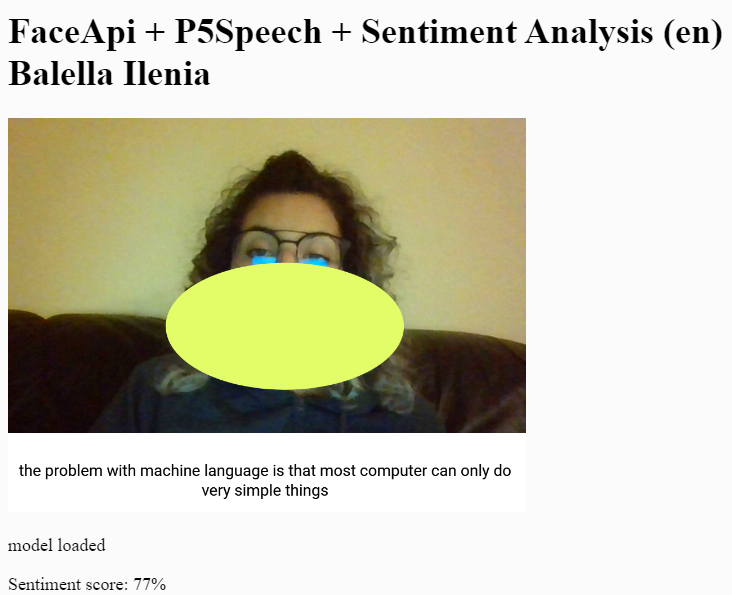 FaceApi + P5Speech + Sentiment Analysis (en)
Balella Ilenia
the problem with machine language is that most computer can only do
very simple things
model loaded
Sentiment score: 77%